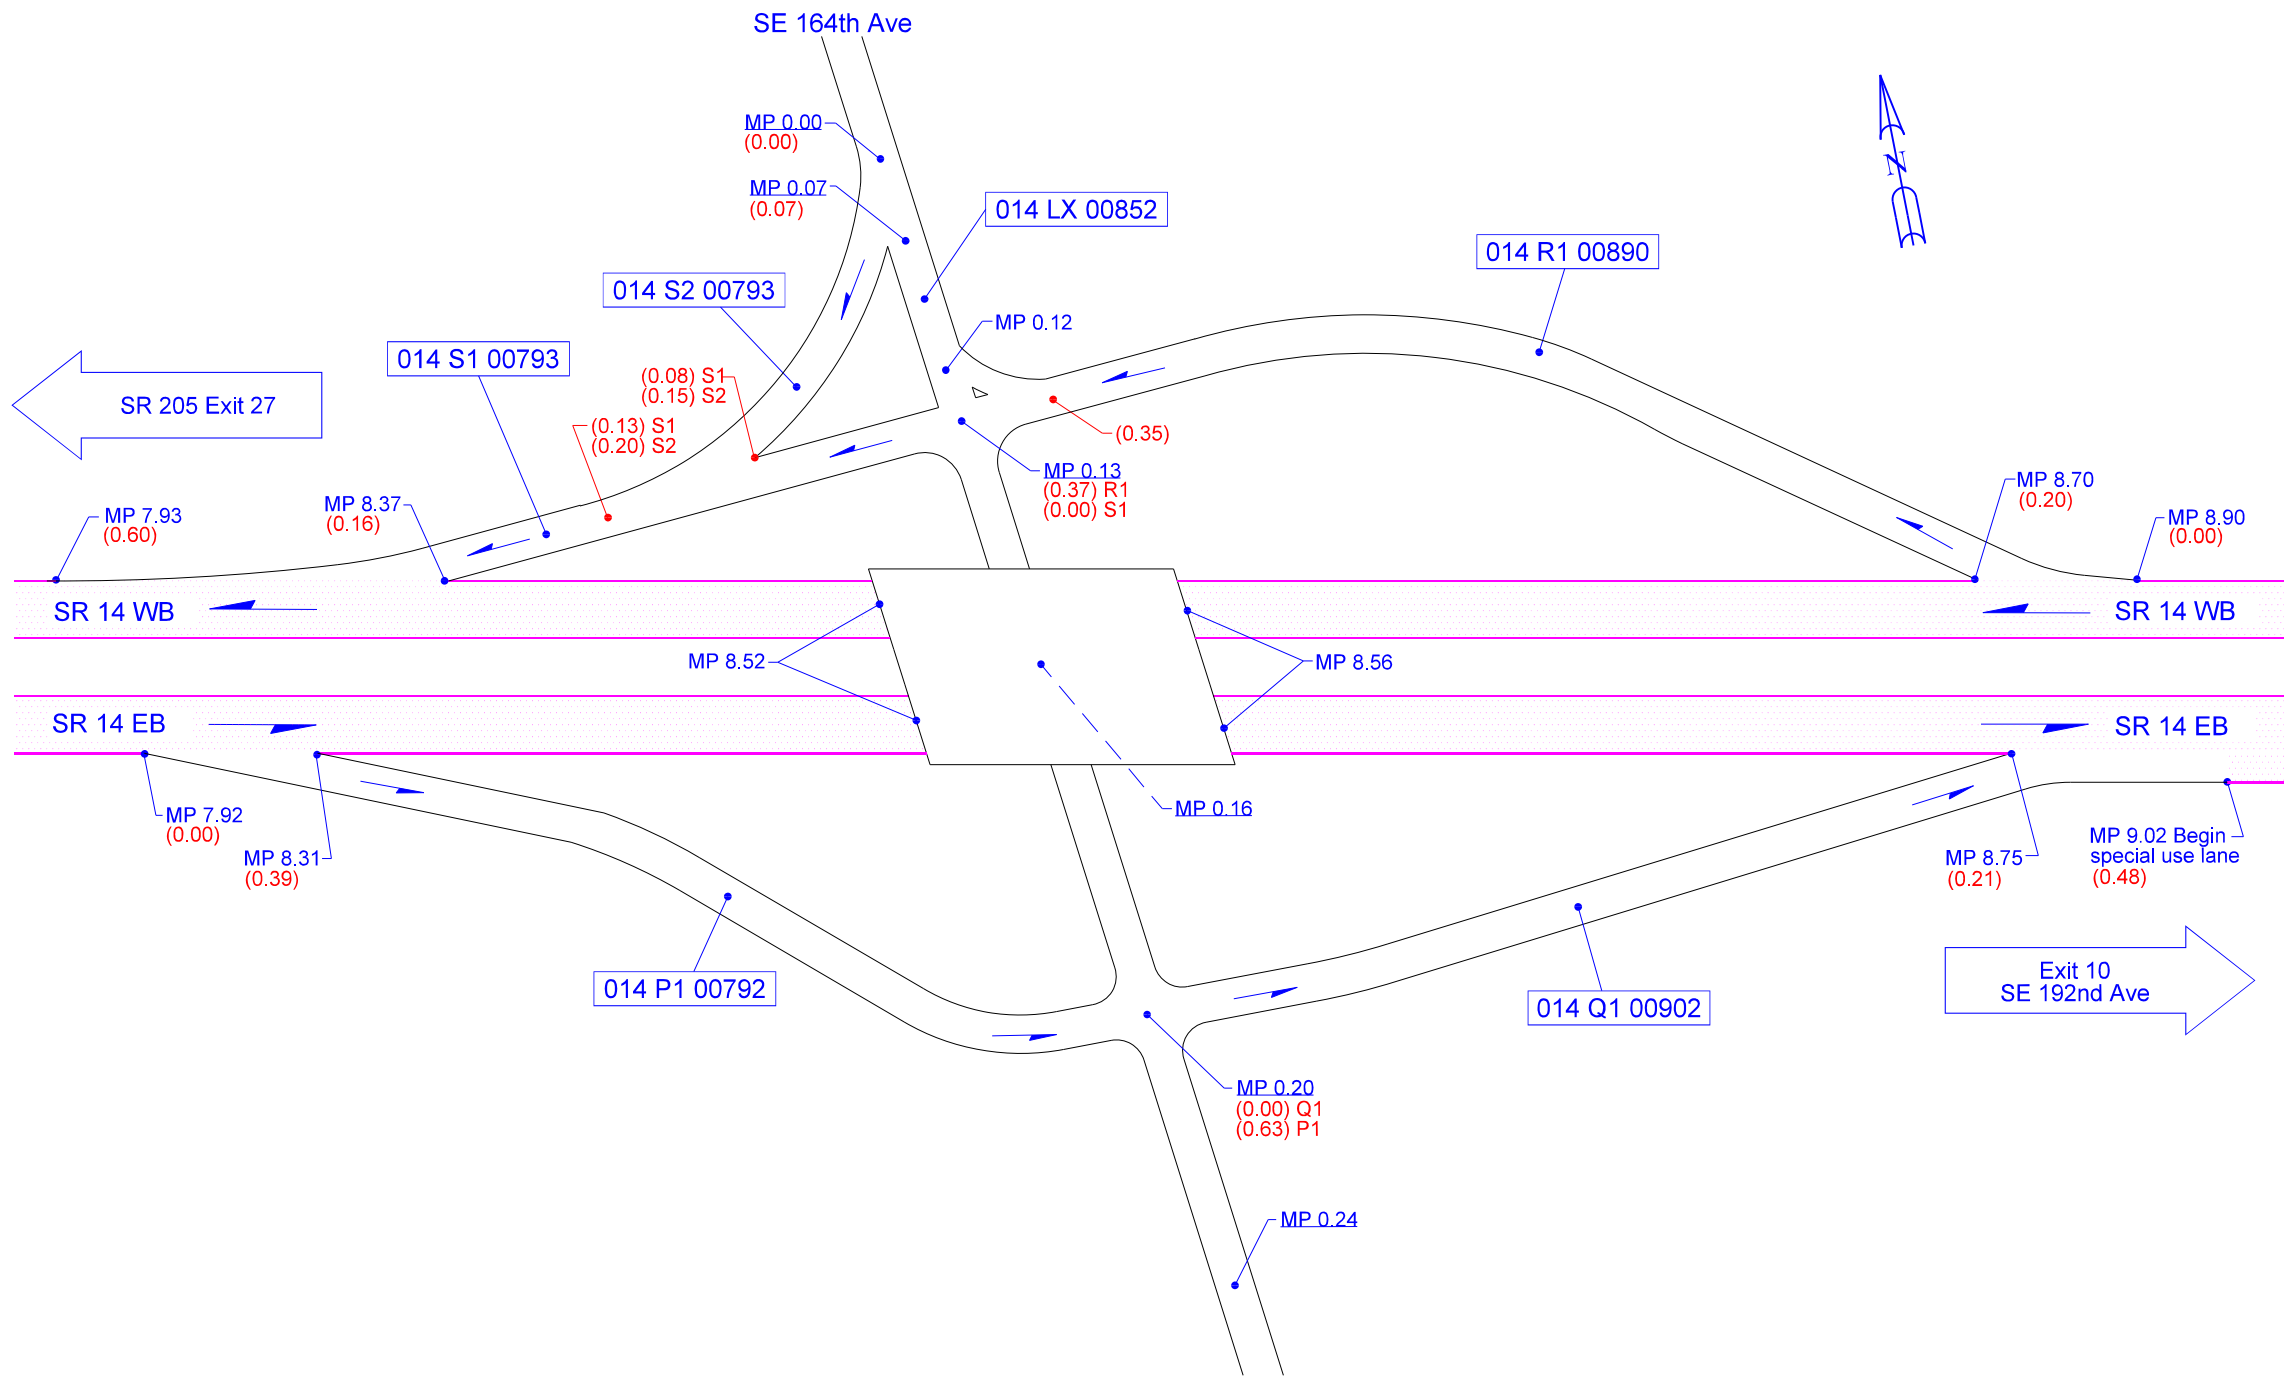 SE 164th Ave
MP 0.00
(0.00)
MP 0.07
(0.07)
014 LX 00852
N
014 R1 00890
014 S2 00793
MP 0.12
014 S1 00793
(0.08) S1
(0.15) S2
SR 205 Exit 27
(0.13) S1
(0.20) S2
(0.35)
MP 0.13
(0.37) R1
(0.00) S1
MP 8.70
(0.20)
MP 7.93
(0.60)
MP 8.37
(0.16)
MP 8.90
(0.00)
SR 14 WB
SR 14 WB
MP 8.52
MP 8.56
SR 14 EB
SR 14 EB
MP 7.92
(0.00)
MP 0.16
MP 8.31
(0.39)
MP 8.75
(0.21)
MP 9.02 Begin
special use lane
(0.48)
014 P1 00792
014 Q1 00902
Exit 10
SE 192nd Ave
MP 0.20
(0.00) Q1
(0.63) P1
MP 0.24